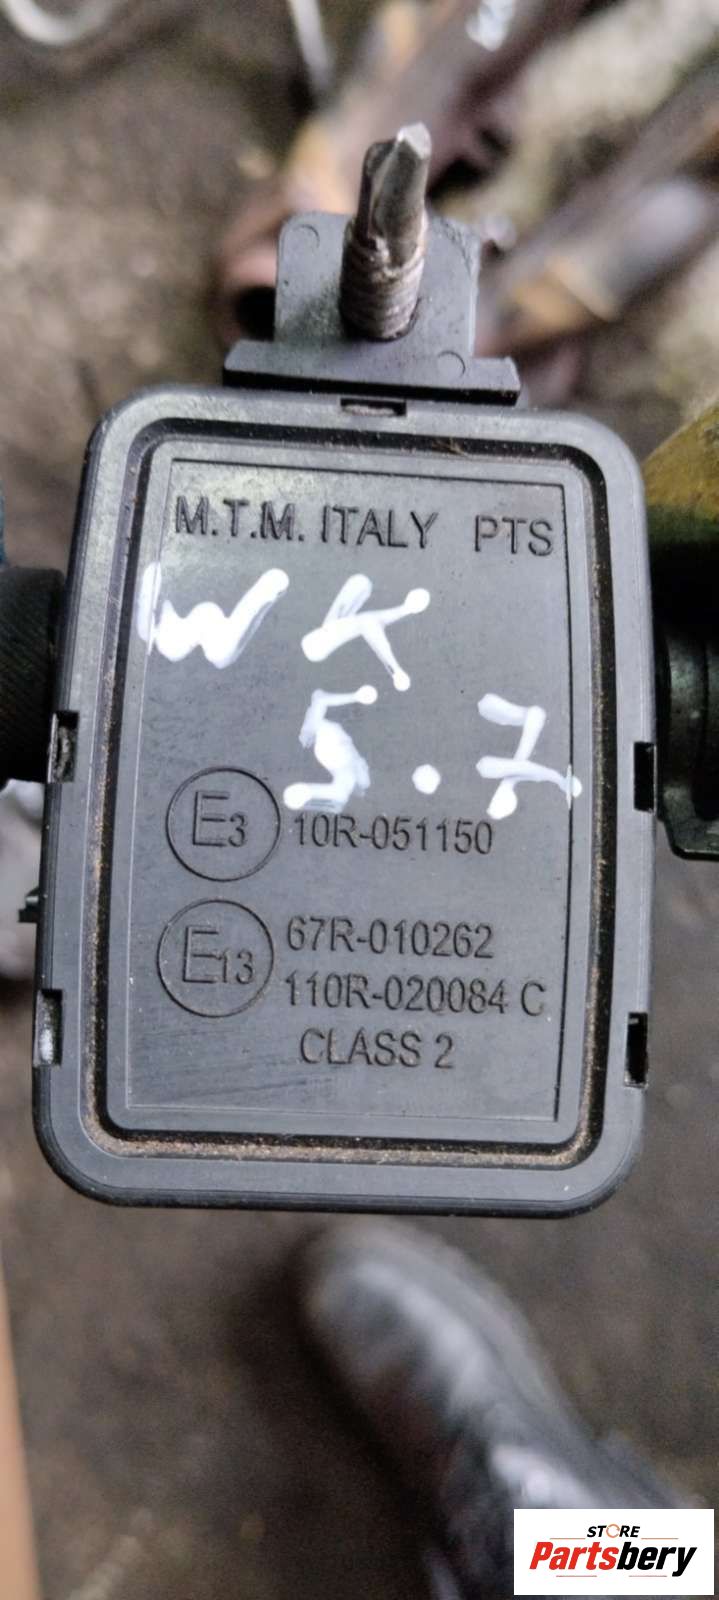 M.T.M. ITALY PTS
WK
5.7
E3 10R-051150
E13 67R-010262
110R-020084 C
CLASS 2
STORE
Partsbery